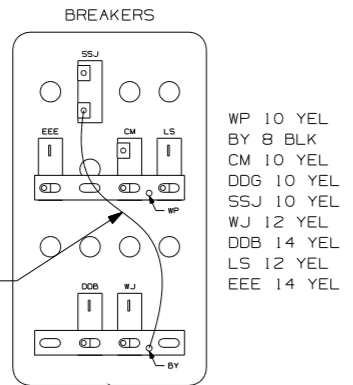 BREAKERS
SSJ
EEE
CM
LS
WP
DDB
WJ
BY
WP 10 YEL
BY 8 BLK
CM 10 YEL
DDG 10 YEL
SSJ 10 YEL
WJ 12 YEL
DDB 14 YEL
LS 12 YEL
EEE 14 YEL